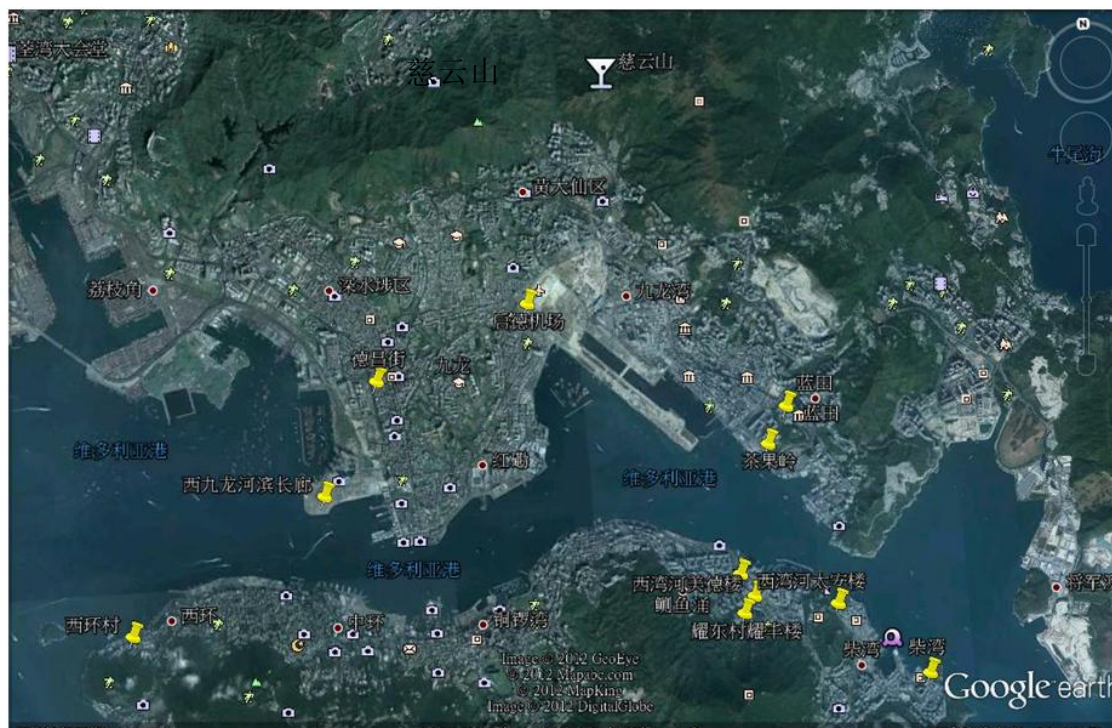 荃湾大会堂
慈云山
慈云山
N
牛尾海
黄大仙区
荔枝角
深水埗区
启德机场
九龙湾
德昌街
九龙
蓝田
蓝田
茶果岭
维多利亚港
红磡
西九龙河滨长廊
维多利亚港
维多利亚港
西湾河美德楼
西湾河太安楼
鲗鱼涌
将军澳
西环村
西环
中环
铜锣湾
耀东村耀华楼
柴湾
柴湾
Image © 2012 GeoEye
© 2012 Mapabc.com
© 2012 MapKing
Image © 2012 DigitalGlobe
Google earth